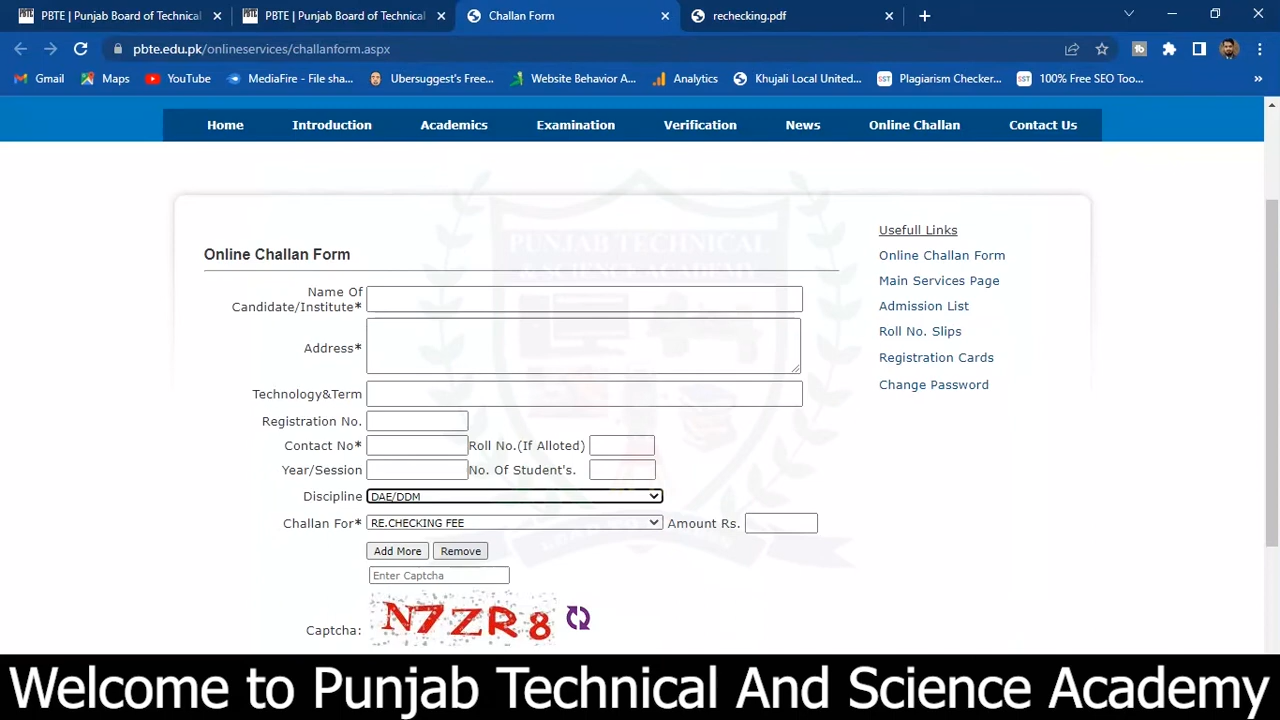 PBTE | Punjab Board of Technical
PBTE | Punjab Board of Technical
Challan Form
rechecking.pdf
pbte.edu.pk/onlineservices/challanform.aspx
Gmail
Maps
YouTube
MediaFire - File sha...
Ubersuggest's Free...
Website Behavior A...
Analytics
Khujali Local United...
Plagiarism Checker...
100% Free SEO Too...
Home
Introduction
Academics
Examination
Verification
News
Online Challan
Contact Us
PUNJAB TECHNICAL
& SCIENCE ACADEMY
Online Challan Form
Name Of
Candidate/Institute*
Address*
Technology&Term
Registration No.
Contact No*
Roll No.(If Alloted)
Year/Session
No. Of Student's.
Discipline
DAE/DDM
Challan For*
RE.CHECKING FEE
Amount Rs.
Add More
Remove
Enter Captcha
Captcha:
N7ZR8
Usefull Links
Online Challan Form
Main Services Page
Admission List
Roll No. Slips
Registration Cards
Change Password
Welcome to Punjab Technical And Science Academy